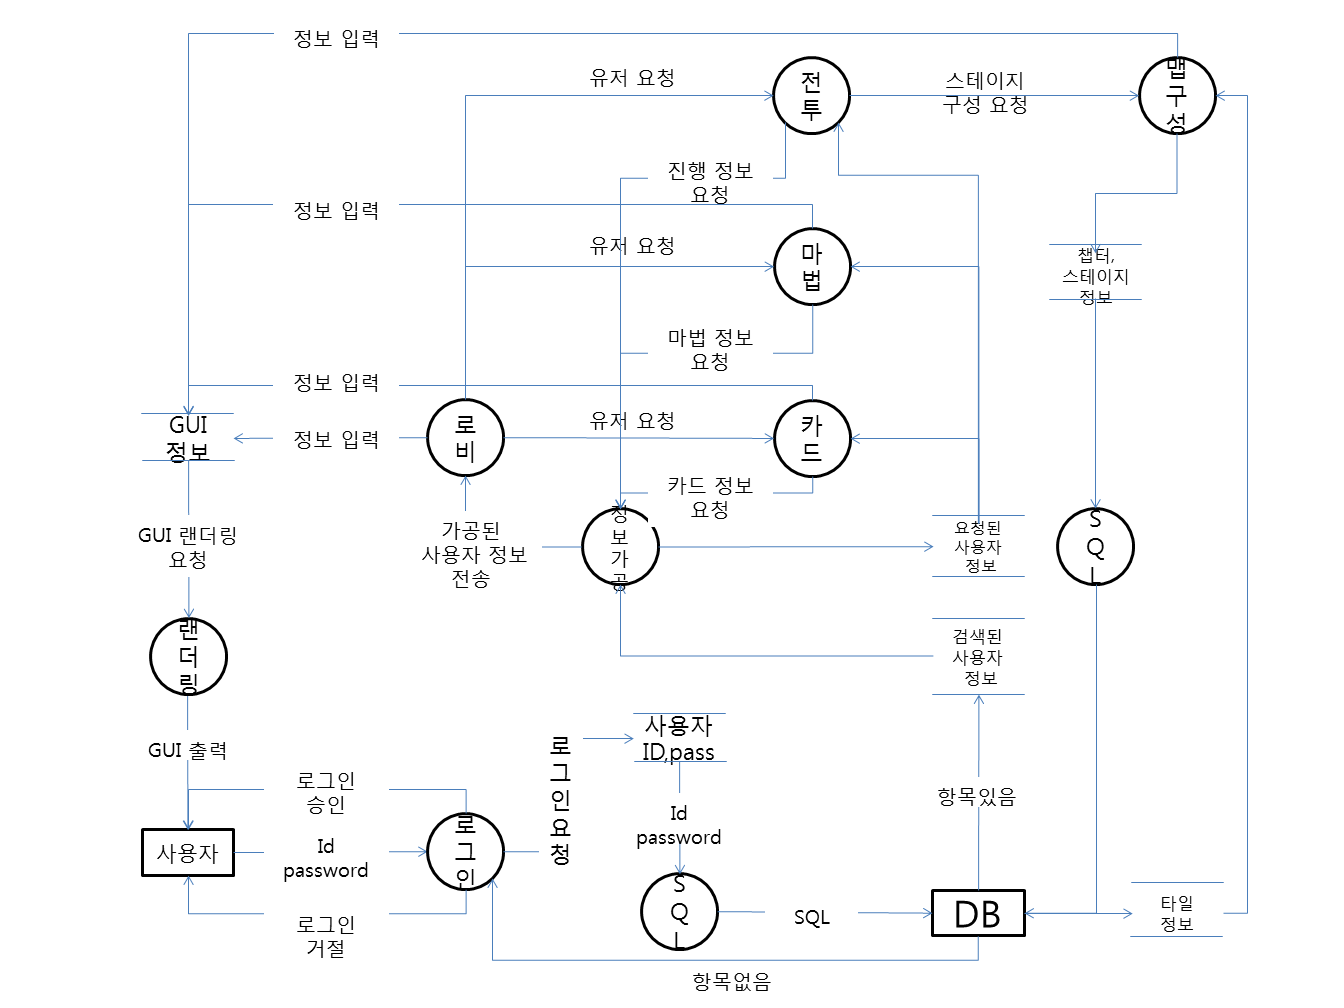 정보 입력
유저 요청
전
투
스테이지
구성 요청
맵
구
성
진행 정보
요청
정보 입력
유저 요청
마
법
챕터,
스테이지
정보
마법 정보
요청
정보 입력
유저 요청
GUI
정보
정보 입력
로
비
카
드
카드 정보
요청
GUI 랜더링
요청
가공된
사용자 정보
전송
정
보
가
공
요청된
사용자
정보
S
Q
L
랜
더
링
검색된
사용자
정보
GUI 출력
로
그
인
요
청
사용자
ID,pass
로그인
승인
Id
password
항목있음
사용자
Id
password
로
그
인
로그인
거절
S
Q
L
SQL
DB
타일
정보
항목없음